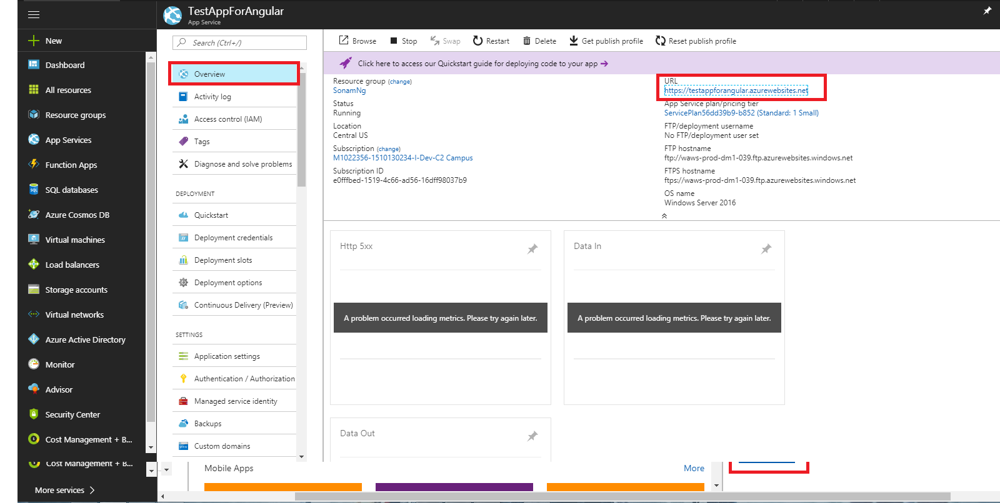 TestAppForAngular
App Service
New
Dashboard
All resources
Resource groups
App Services
Function Apps
SQL databases
Azure Cosmos DB
Virtual machines
Load balancers
Storage accounts
Virtual networks
Azure Active Directory
Monitor
Advisor
Security Center
Cost Management + B...
Cost Management + B...
More services
Search (Ctrl+/)
Overview
Activity log
Access control (IAM)
Tags
Diagnose and solve problems
DEPLOYMENT
Quickstart
Deployment credentials
Deployment slots
Deployment options
Continuous Delivery (Preview)
SETTINGS
Application settings
Authentication / Authorization
Managed service identity
Backups
Custom domains
Browse Stop Swap Restart Delete Get publish profile Reset publish profile
Click here to access our Quickstart guide for deploying code to your app
Resource group (change)
SonamNg
Status
Running
Location
Central US
Subscription (change)
M1022356-1510130234-I-Dev-C2 Campus
Subscription ID
e0fffbed-1519-4c66-ad56-16dff98037b9
URL
https://testappforangular.azurewebsites.net
App Service plan/pricing tier
ServicePlan56dd39b9-b852 (Standard: 1 Small)
FTP/deployment username
No FTP/deployment user set
FTP hostname
ftp://waws-prod-dm1-039.ftp.azurewebsites.windows.net
FTPS hostname
ftps://waws-prod-dm1-039.ftp.azurewebsites.windows.net
OS name
Windows Server 2016
Http 5xx
A problem occurred loading metrics. Please try again later.
Data In
A problem occurred loading metrics. Please try again later.
Data Out
Mobile Apps
More